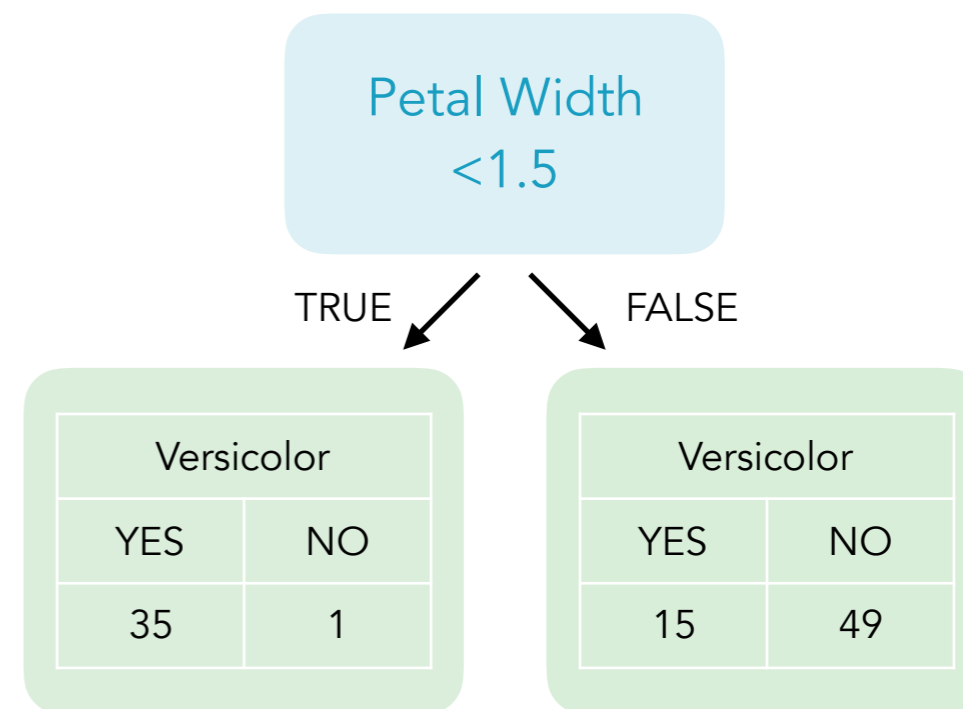 Petal Width
<1.5
TRUE
FALSE
Versicolor
YES NO
35 1
Versicolor
YES NO
15 49